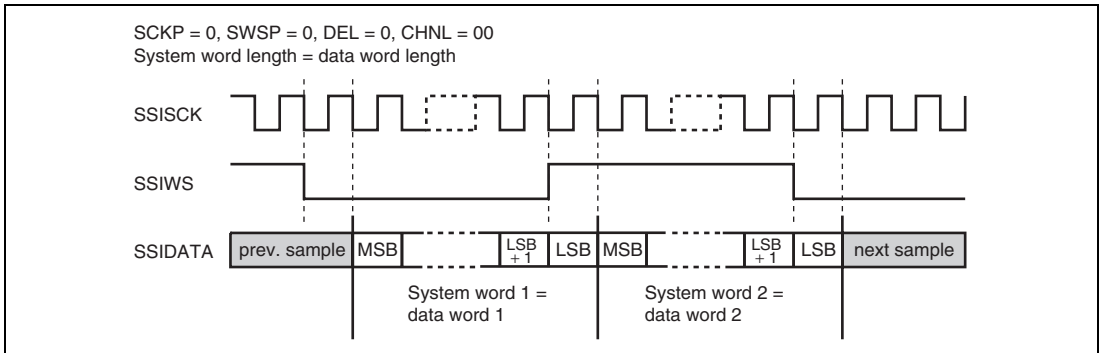 SCKP = 0, SWSP = 0, DEL = 0, CHNL = 00
System word length = data word length
SSISCK
SSIWS
SSIDATA
prev. sample
MSB
LSB
+ 1
LSB
MSB
LSB
+ 1
LSB
next sample
System word 1 =
data word 1
System word 2 =
data word 2